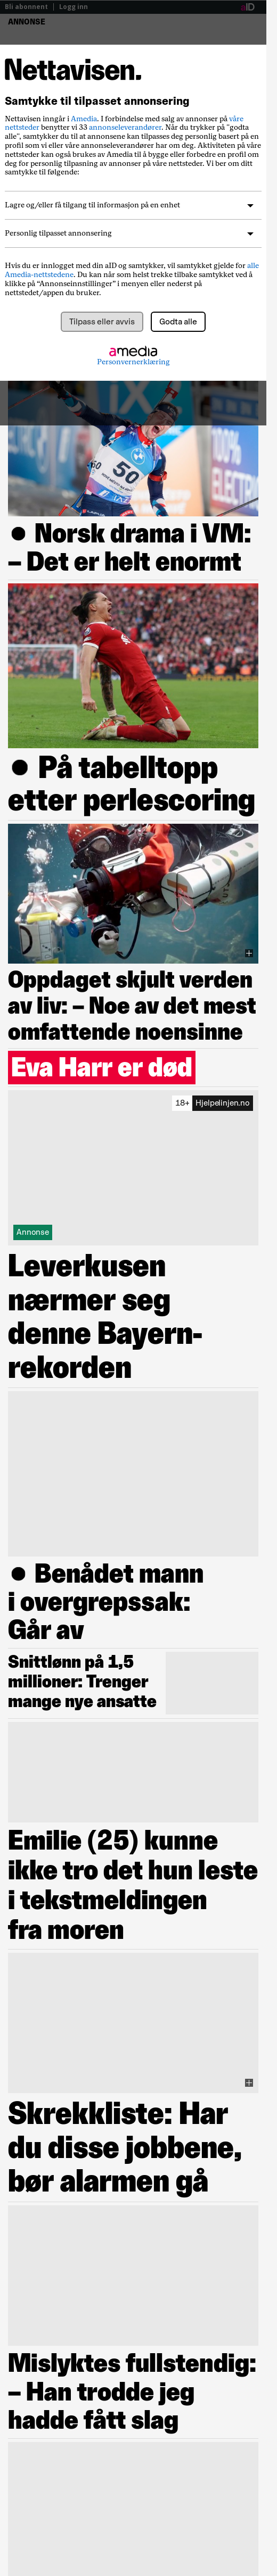 Bli abonnent | Logg inn
aID
ANNONSE
Nettavisen.
Samtykke til tilpasset annonsering
Nettavisen inngår i Amedia. I forbindelse med salg av annonser på våre
nettsteder benytter vi 33 annonseleverandører. Når du trykker på "godta
alle", samtykker du til at annonsene kan tilpasses deg personlig basert på en
profil som vi eller våre annonseleverandører har om deg. Aktiviteten på våre
nettsteder kan også brukes av Amedia til å bygge eller forbedre en profil om
deg for personlig tilpasning av annonser på våre nettsteder. Vi ber om ditt
samtykke til følgende:
Lagre og/eller få tilgang til informasjon på en enhet
Personlig tilpasset annonsering
Hvis du er innlogget med din aID og samtykker, vil samtykket gjelde for alle
Amedia-nettstedene. Du kan når som helst trekke tilbake samtykket ved å
klikke på “Annonseinnstillinger” i menyen eller nederst på
nettstedet/appen du bruker.
Tilpass eller avvis
Godta alle
amedia
Personvernerklæring
50
● Norsk drama i VM:
– Det er helt enormt
● På tabelltopp
etter perlescoring
Oppdaget skjult verden
av liv: – Noe av det mest
omfattende noensinne
Eva Harr er død
18+ Hjelpelinjen.no
Annonse
Leverkusen
nærmer seg
denne Bayern-
rekorden
● Benådet mann
i overgrepssak:
Går av
Snittlønn på 1,5
millioner: Trenger
mange nye ansatte
Emilie (25) kunne
ikke tro det hun leste
i tekstmeldingen
fra moren
Skrekkliste: Har
du disse jobbene,
bør alarmen gå
Mislyktes fullstendig:
– Han trodde jeg
hadde fått slag